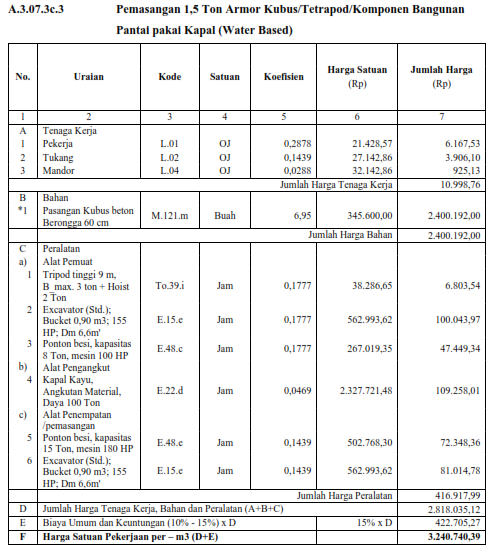 A.3.07.3c.3 Pemasangan 1,5 Ton Armor Kubus/Tetrapod/Komponen Bangunan
Pantai pakai Kapal (Water Based)
No. Uraian Kode Satuan Koefisien Harga Satuan (Rp) Jumlah Harga (Rp)
1 2 3 4 5 6 7
A Tenaga Kerja
1 Pekerja L.01 OJ 0,2878 21.428,57 6.167,53
2 Tukang L.02 OJ 0,1439 27.142,86 3.906,10
3 Mandor L.04 OJ 0,0288 32.142,86 925,13
Jumlah Harga Tenaga Kerja 10.998,76
B Bahan
*1 Pasangan Kubus beton
Berongga 60 cm M.121.m Buah 6,95 345.600,00 2.400.192,00
Jumlah Harga Bahan 2.400.192,00
C Peralatan
a) Alat Pemuat
1 Tripod tinggi 9 m,
B_max. 3 ton + Hoist
2 Ton To.39.i Jam 0,1777 38.286,65 6.803,54
2 Excavator (Std.);
Bucket 0,90 m3; 155
HP; Dm 6,6m' E.15.e Jam 0,1777 562.993,62 100.043,97
3 Ponton besi, kapasitas
8 Ton, mesin 100 HP E.48.c Jam 0,1777 267.019,35 47.449,34
b) Alat Pengangkut
4 Kapal Kayu,
Angkutan Material,
Daya 100 Ton E.22.d Jam 0,0469 2.327.721,48 109.258,01
c) Alat Penempatan
/pemasangan
5 Ponton besi, kapasitas
15 Ton, mesin 180 HP E.48.e Jam 0,1439 502.768,30 72.348,36
6 Excavator (Std.);
Bucket 0,90 m3; 155
HP; Dm 6,6m' E.15.e Jam 0,1439 562.993,62 81.014,78
Jumlah Harga Peralatan 416.917,99
D Jumlah Harga Tenaga Kerja, Bahan dan Peralatan (A+B+C) 2.818.035,12
E Biaya Umum dan Keuntungan (10% - 15%) x D 15% x D 422.705,27
F Harga Satuan Pekerjaan per – m3 (D+E) 3.240.740,39